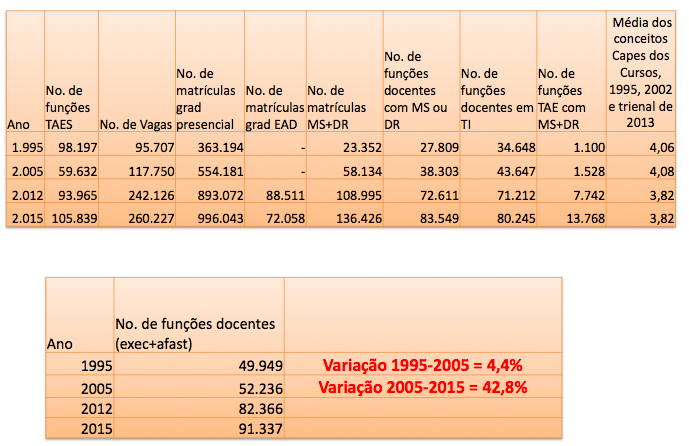 Ano No. de funções TAES No. de Vagas No. de matrículas grad presencial No. de matrículas grad EAD No. de matrículas MS+DR No. de funções docentes com MS ou DR No. de funções docentes em TI No. de funções TAE com MS+DR Média dos conceitos Capes dos Cursos, 1995, 2002 e trienal de 2013
1.995 98.197 95.707 363.194 - 23.352 27.809 34.648 1.100 4,06
2.005 59.632 117.750 554.181 - 58.134 38.303 43.647 1.528 4,08
2.012 93.965 242.126 893.072 88.511 108.995 72.611 71.212 7.742 3,82
2.015 105.839 260.227 996.043 72.058 136.426 83.549 80.245 13.768 3,82
Ano No. de funções docentes (exec+afast)
1995 49.949 Variação 1995-2005 = 4,4%
2005 52.236 Variação 2005-2015 = 42,8%
2012 82.366
2015 91.337